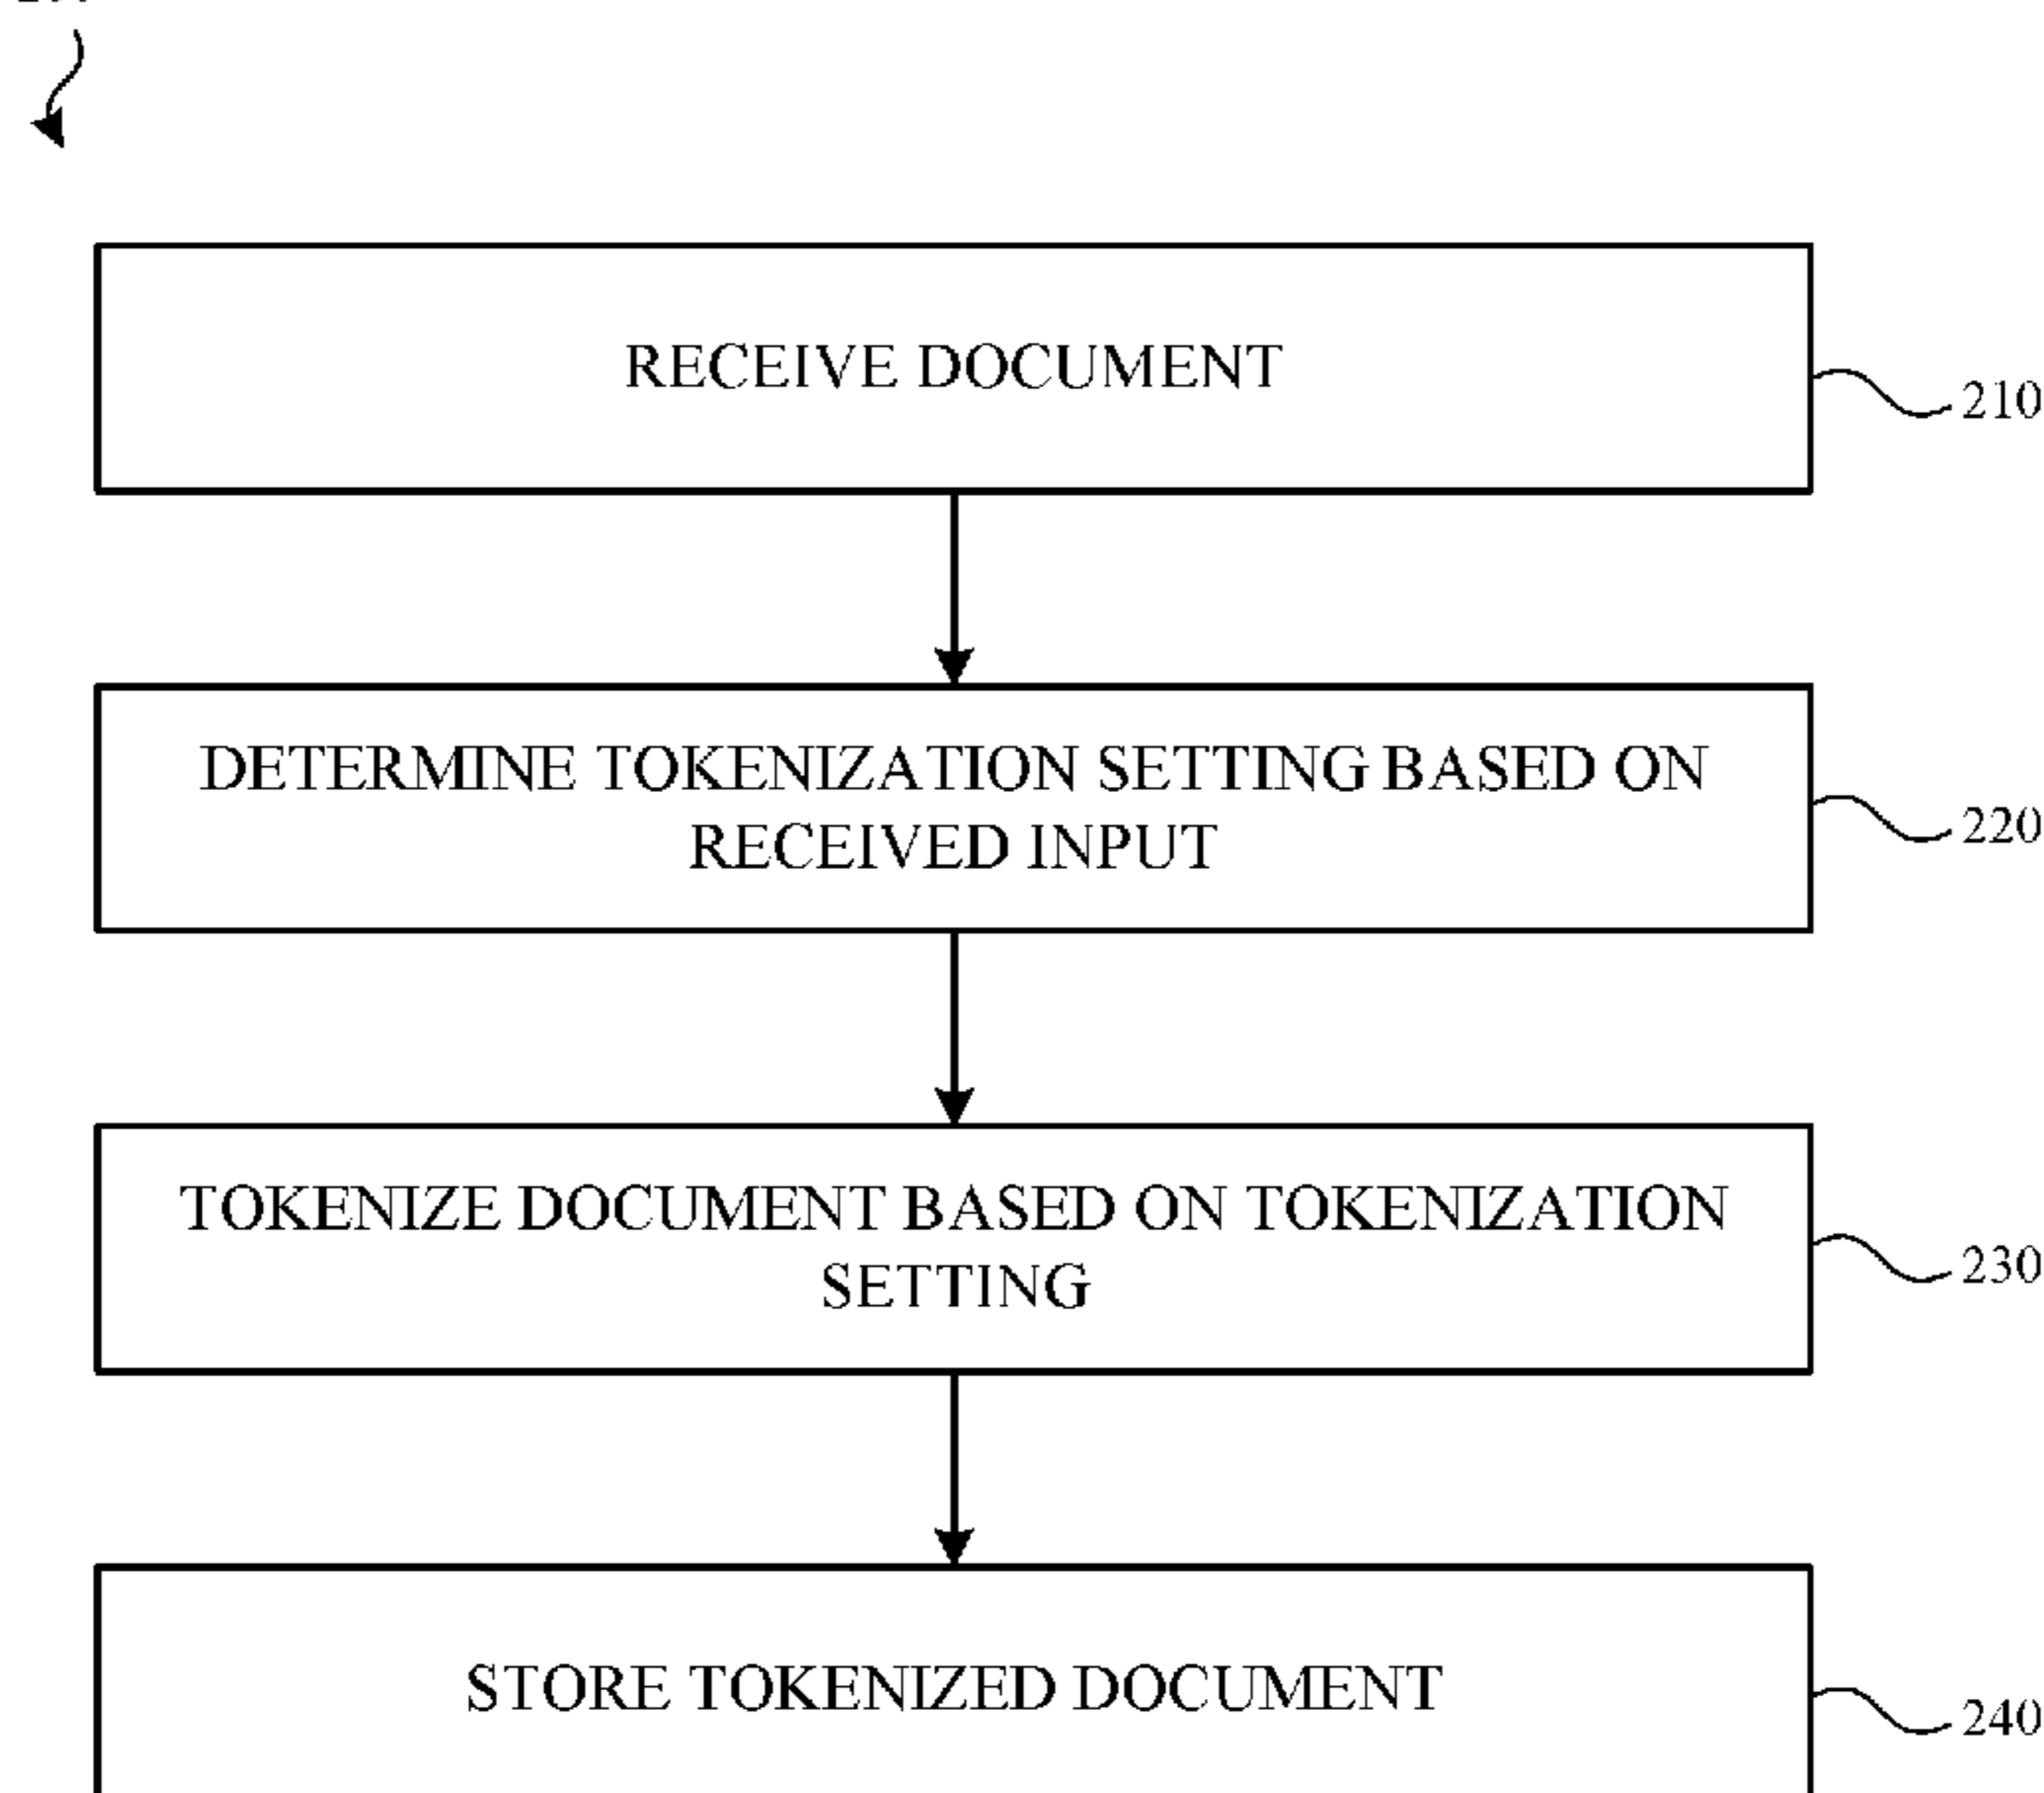 RECEIVE DOCUMENT
210
DETERMINE TOKENIZATION SETTING BASED ON
RECEIVED INPUT
220
TOKENIZE DOCUMENT BASED ON TOKENIZATION
SETTING
230
STORE TOKENIZED DOCUMENT
240